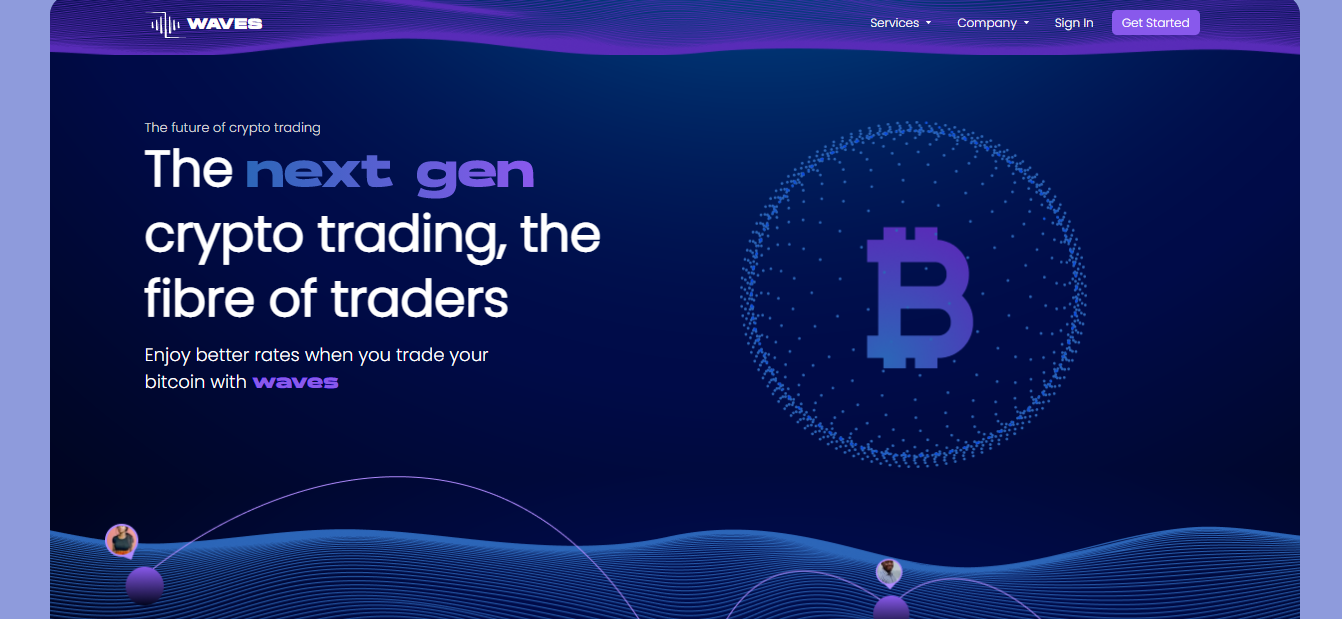 WAVES
Services
Company
Sign In
Get Started
The future of crypto trading
The next gen
crypto trading, the
fibre of traders
Enjoy better rates when you trade your
bitcoin with waves